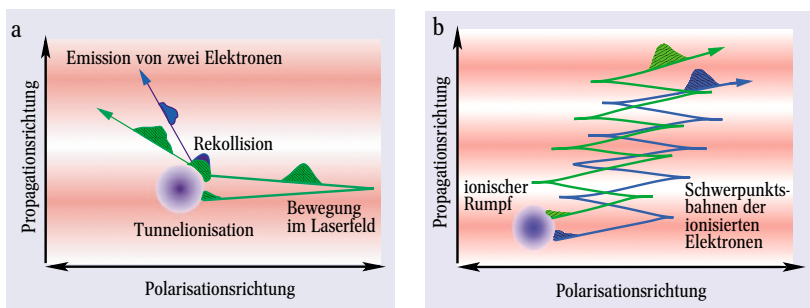 a
Emission von zwei Elektronen
Propagationsrichtung
Rekollision
Tunnelionisation
Bewegung
im Laserfeld
Polarisationsrichtung
b
Propagationsrichtung
ionischer
Rumpf
Schwerpunkts-
bahnen der
ionisierten
Elektronen
Polarisationsrichtung